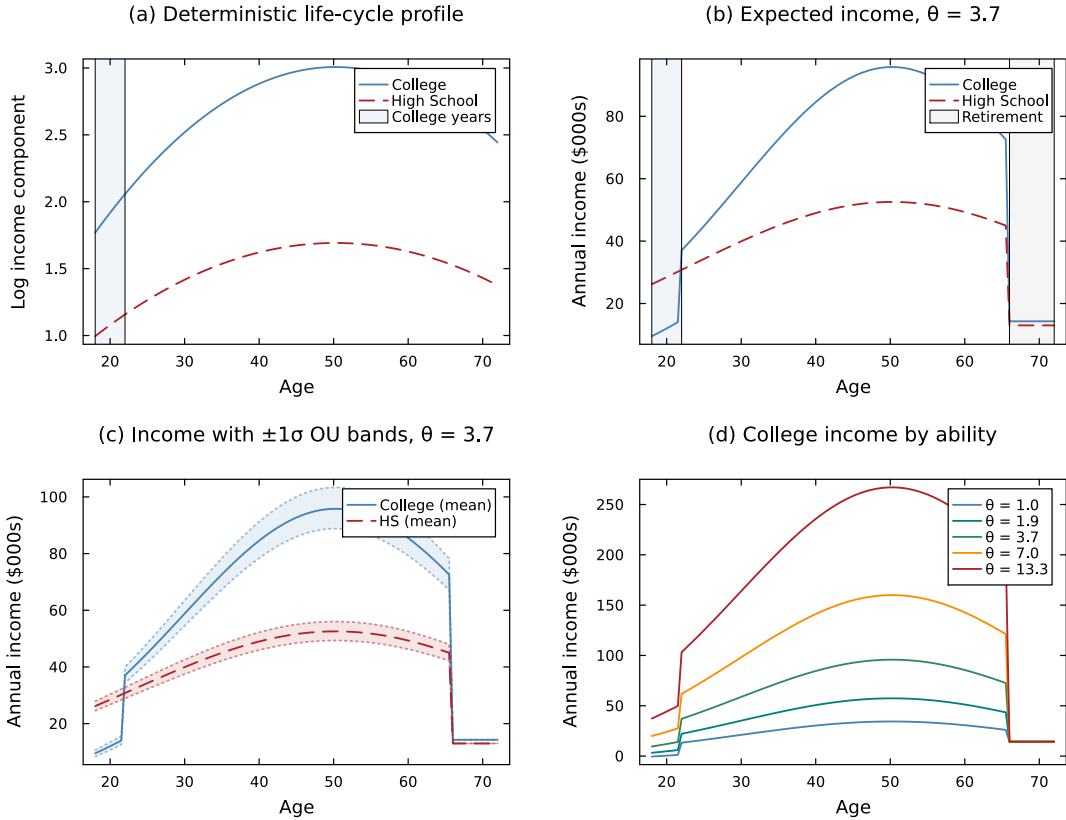 (a) Deterministic life-cycle profile
Log income component
3.0
2.5
2.0
1.5
1.0
College
High School
College years
20 30 40 50 60 70
Age
(b) Expected income, θ = 3.7
Annual income ($000s)
80
60
40
20
College
High School
Retirement
20 30 40 50 60 70
Age
(c) Income with ±1σ OU bands, θ = 3.7
Annual income ($000s)
100
80
60
40
20
College (mean)
HS (mean)
20 30 40 50 60 70
Age
(d) College income by ability
Annual income ($000s)
250
200
150
100
50
0
θ = 1.0
θ = 1.9
θ = 3.7
θ = 7.0
θ = 13.3
20 30 40 50 60 70
Age